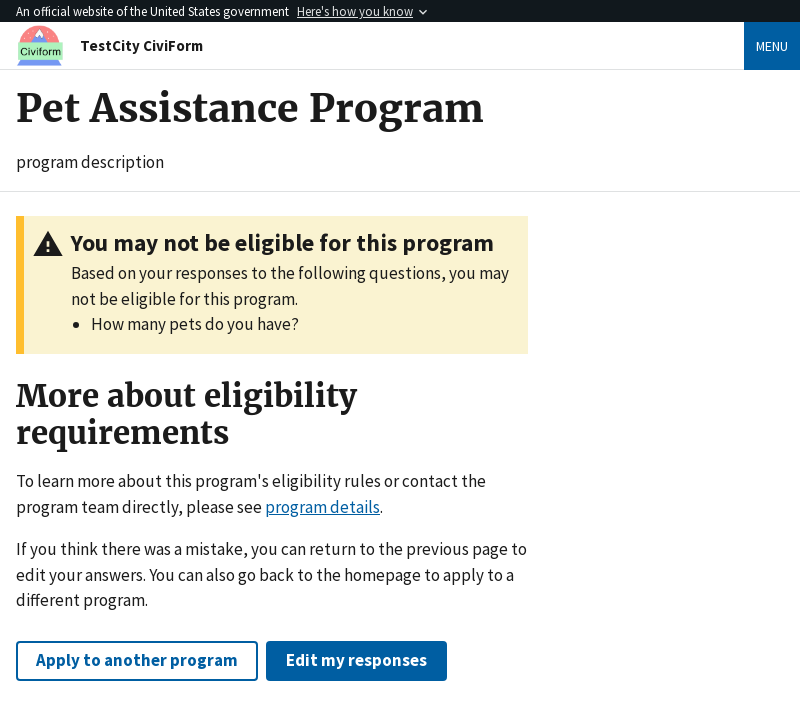 An official website of the United States government Here's how you know
Civiform
TestCity CiviForm
MENU
Pet Assistance Program
program description
You may not be eligible for this program
Based on your responses to the following questions, you may
not be eligible for this program.
• How many pets do you have?
More about eligibility
requirements
To learn more about this program's eligibility rules or contact the
program team directly, please see program details.
If you think there was a mistake, you can return to the previous page to
edit your answers. You can also go back to the homepage to apply to a
different program.
Apply to another program
Edit my responses